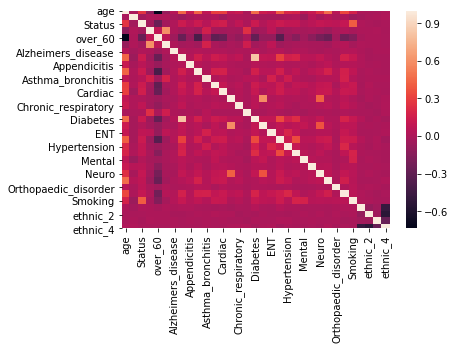 age
Status
over_60
Alzheimers_disease
Appendicitis
Asthma_bronchitis
Cardiac
Chronic_respiratory
Diabetes
ENT
Hypertension
Mental
Neuro
Orthopaedic_disorder
Smoking
ethnic_2
ethnic_4
0.9
0.6
0.3
0.0
−0.3
−0.6
age
Status
over_60
Alzheimers_disease
Appendicitis
Asthma_bronchitis
Cardiac
Chronic_respiratory
Diabetes
ENT
Hypertension
Mental
Neuro
Orthopaedic_disorder
Smoking
ethnic_2
ethnic_4